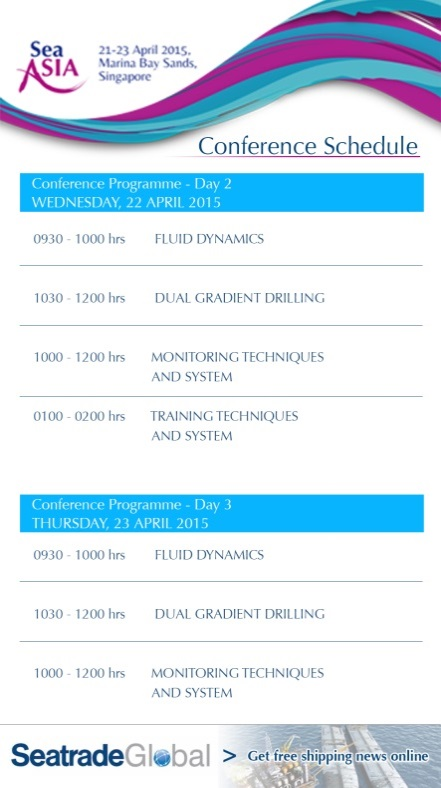 Sea
ASIA
21-23 April 2015,
Marina Bay Sands,
Singapore
Conference Schedule
Conference Programme - Day 2
WEDNESDAY, 22 APRIL 2015
0930 - 1000 hrs FLUID DYNAMICS
1030 - 1200 hrs DUAL GRADIENT DRILLING
1000 - 1200 hrs MONITORING TECHNIQUES
AND SYSTEM
0100 - 0200 hrs TRAINING TECHNIQUES
AND SYSTEM
Conference Programme - Day 3
THURSDAY, 23 APRIL 2015
0930 - 1000 hrs FLUID DYNAMICS
1030 - 1200 hrs DUAL GRADIENT DRILLING
1000 - 1200 hrs MONITORING TECHNIQUES
AND SYSTEM
SeatradeGlobal > Get free shipping news online